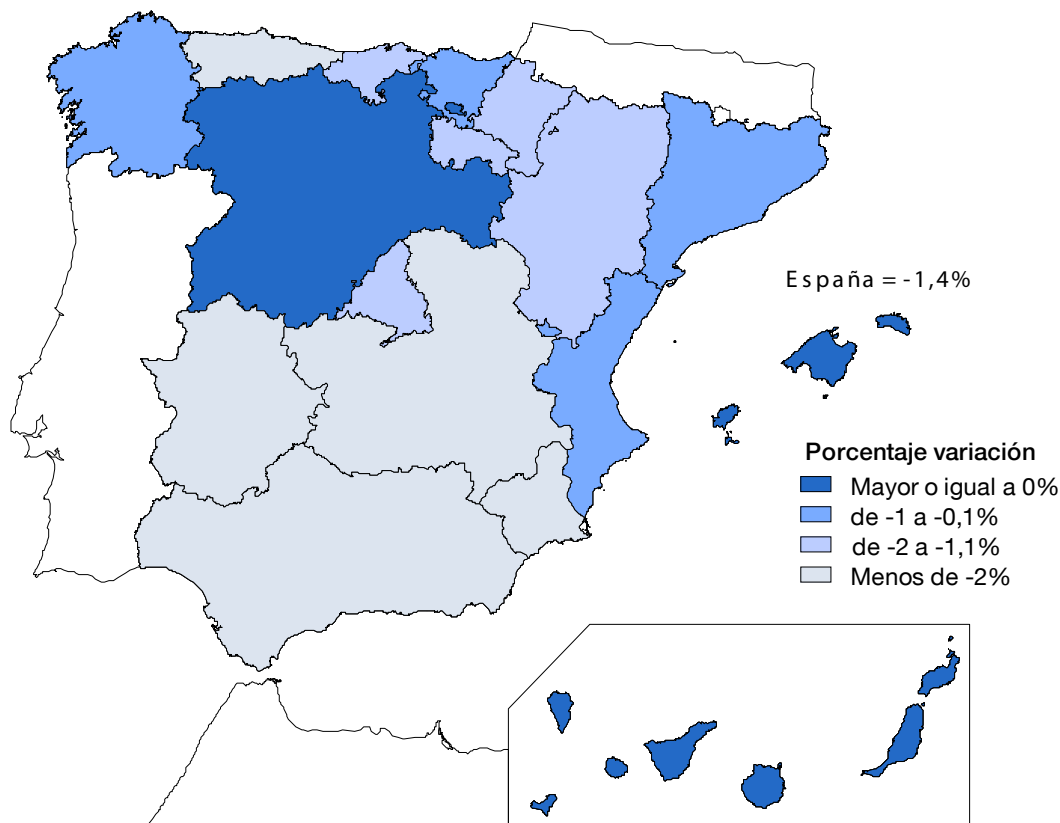 España = -1,4%
Porcentaje variación
Mayor o igual a 0%
de -1 a -0,1%
de -2 a -1,1%
Menos de -2%